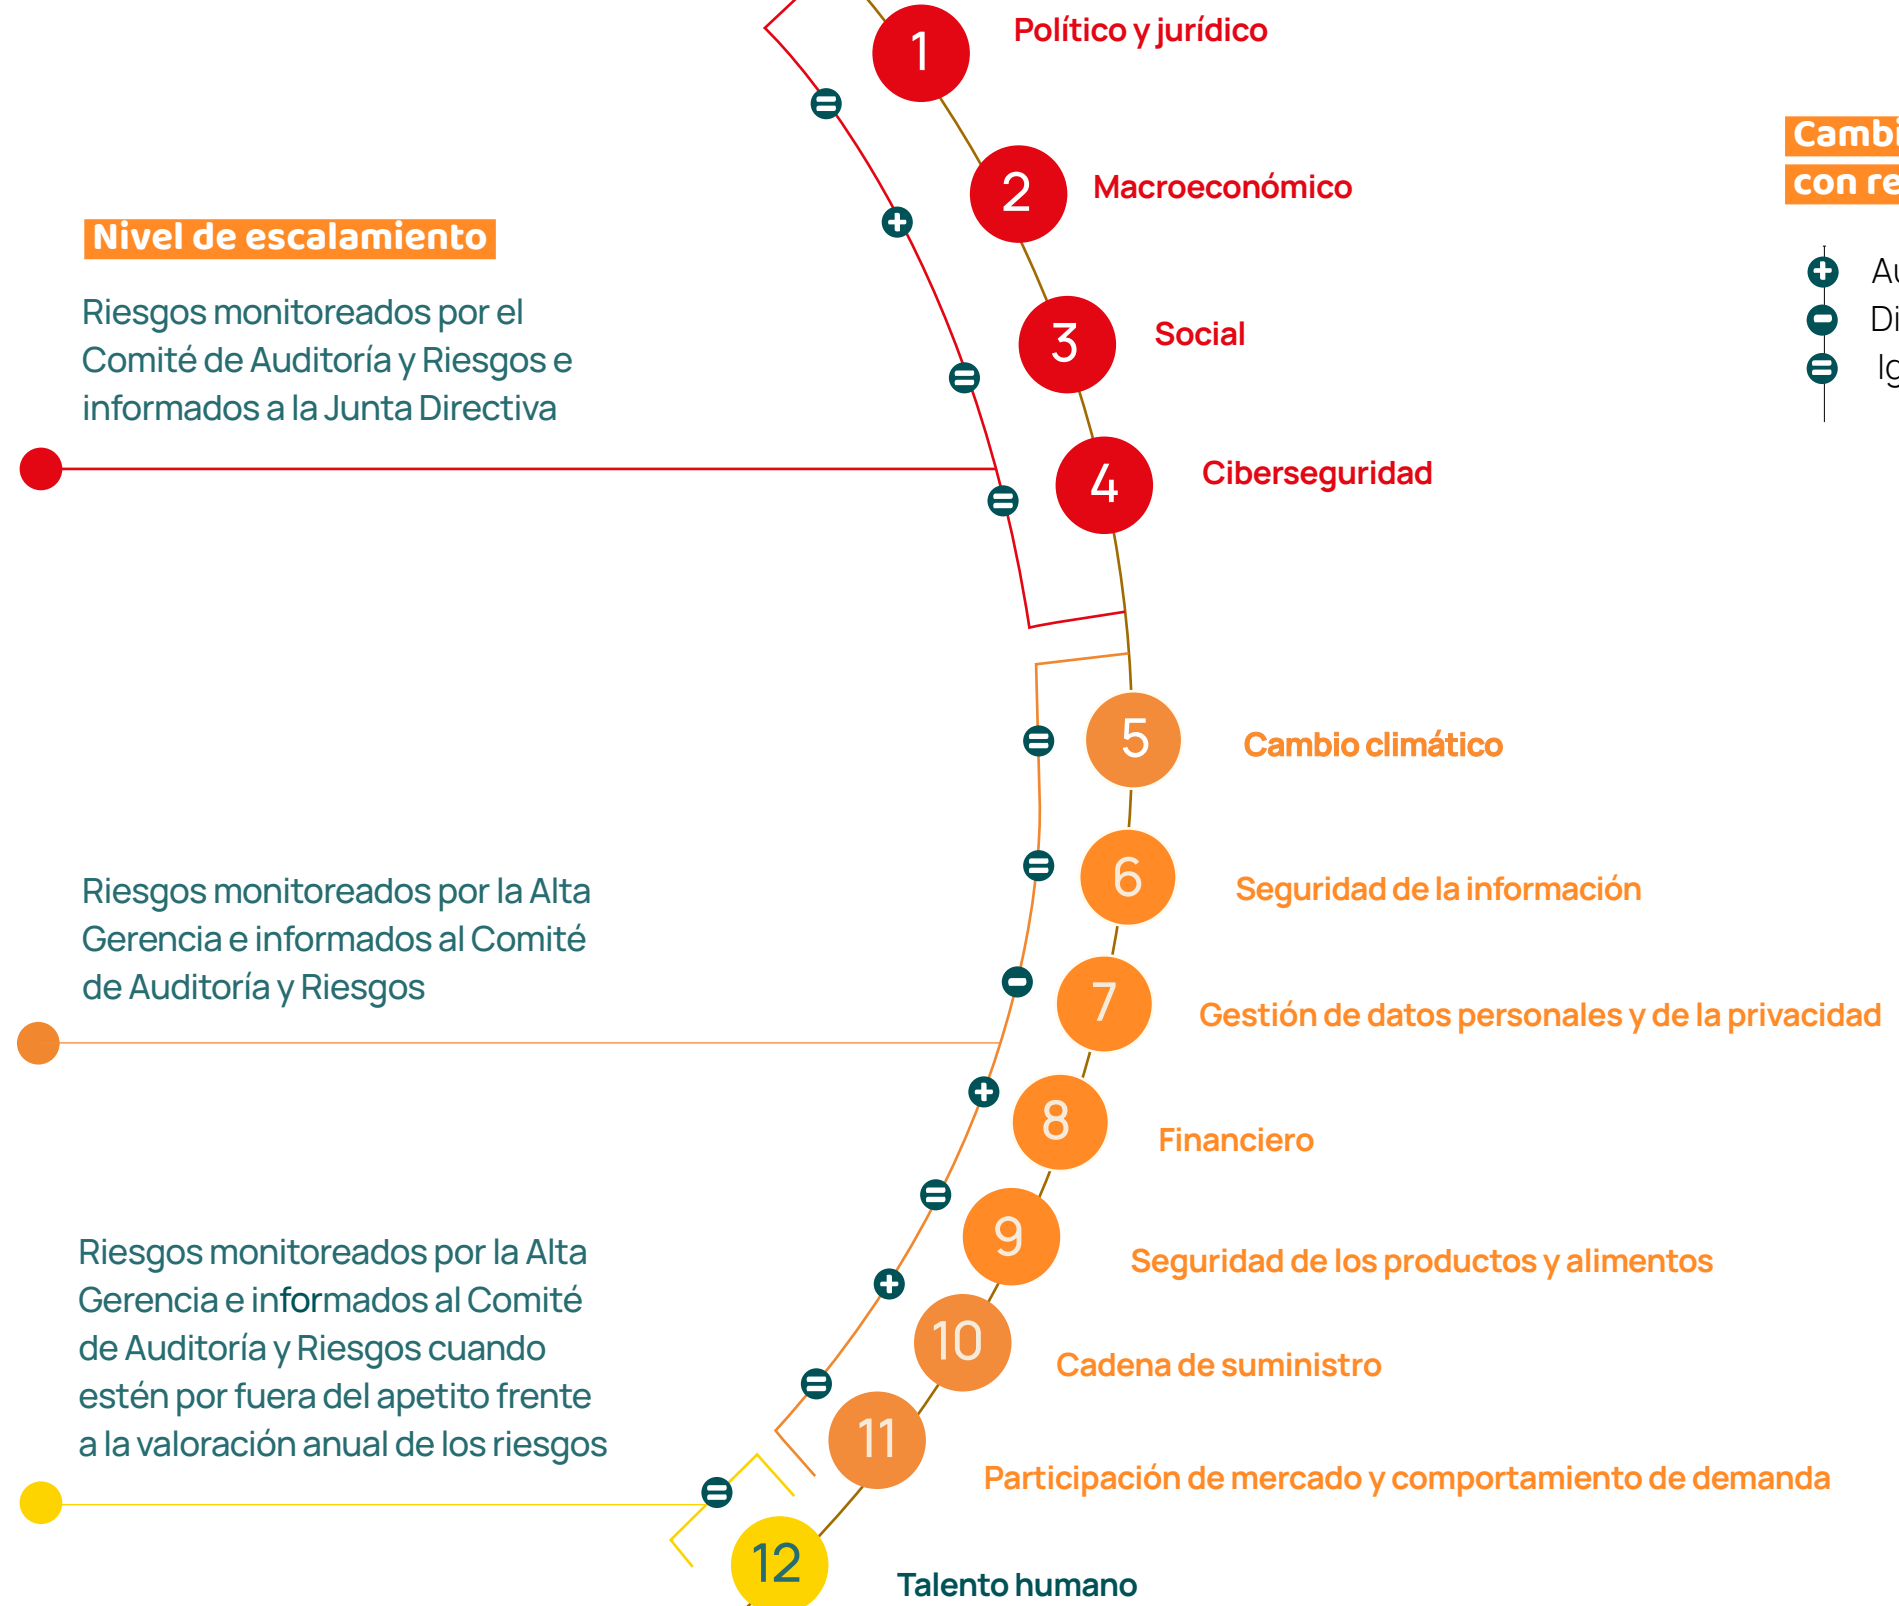 1
Político y jurídico
2
Macroeconómico
3
Social
4
Ciberseguridad
Nivel de escalamiento
Riesgos monitoreados por el
Comité de Auditoría y Riesgos e
informados a la Junta Directiva
con
5
Cambio climático
6
Seguridad de la información
7
Gestión de datos personales y de la privacidad
Riesgos monitoreados por la Alta
Gerencia e informados al Comité
de Auditoría y Riesgos
8
Financiero
9
Seguridad de los productos y alimentos
10
Cadena de suministro
11
Participación de mercado y comportamiento de demanda
Riesgos monitoreados por la Alta
Gerencia e informados al Comité
de Auditoría y Riesgos cuando
estén por fuera del apetito frente
a la valoración anual de los riesgos
12
Talento humano